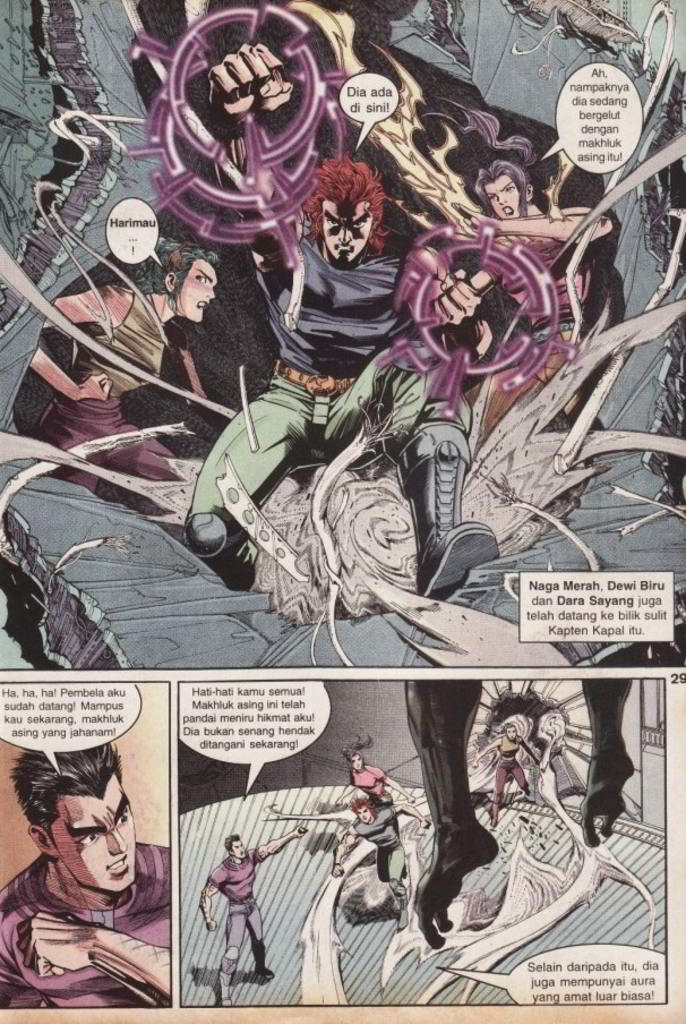 Dia ada
di sini!
Ah,
nampaknya
dia sedang
bergelut
dengan
makhluk
asing itu!
Harimau
...
!
Naga Merah, Dewi Biru
dan Dara Sayang juga
telah datang ke bilik sulit
Kapten Kapal itu.
29
Ha, ha, ha! Pembela aku
sudah datang! Mampus
kau sekarang, makhluk
asing yang jahanam!
Hati-hati kamu semua!
Makhluk asing ini telah
pandai meniru hikmat aku!
Dia bukan senang hendak
ditangani sekarang!
Selain daripada itu, dia
juga mempunyai aura
yang amat luar biasa!